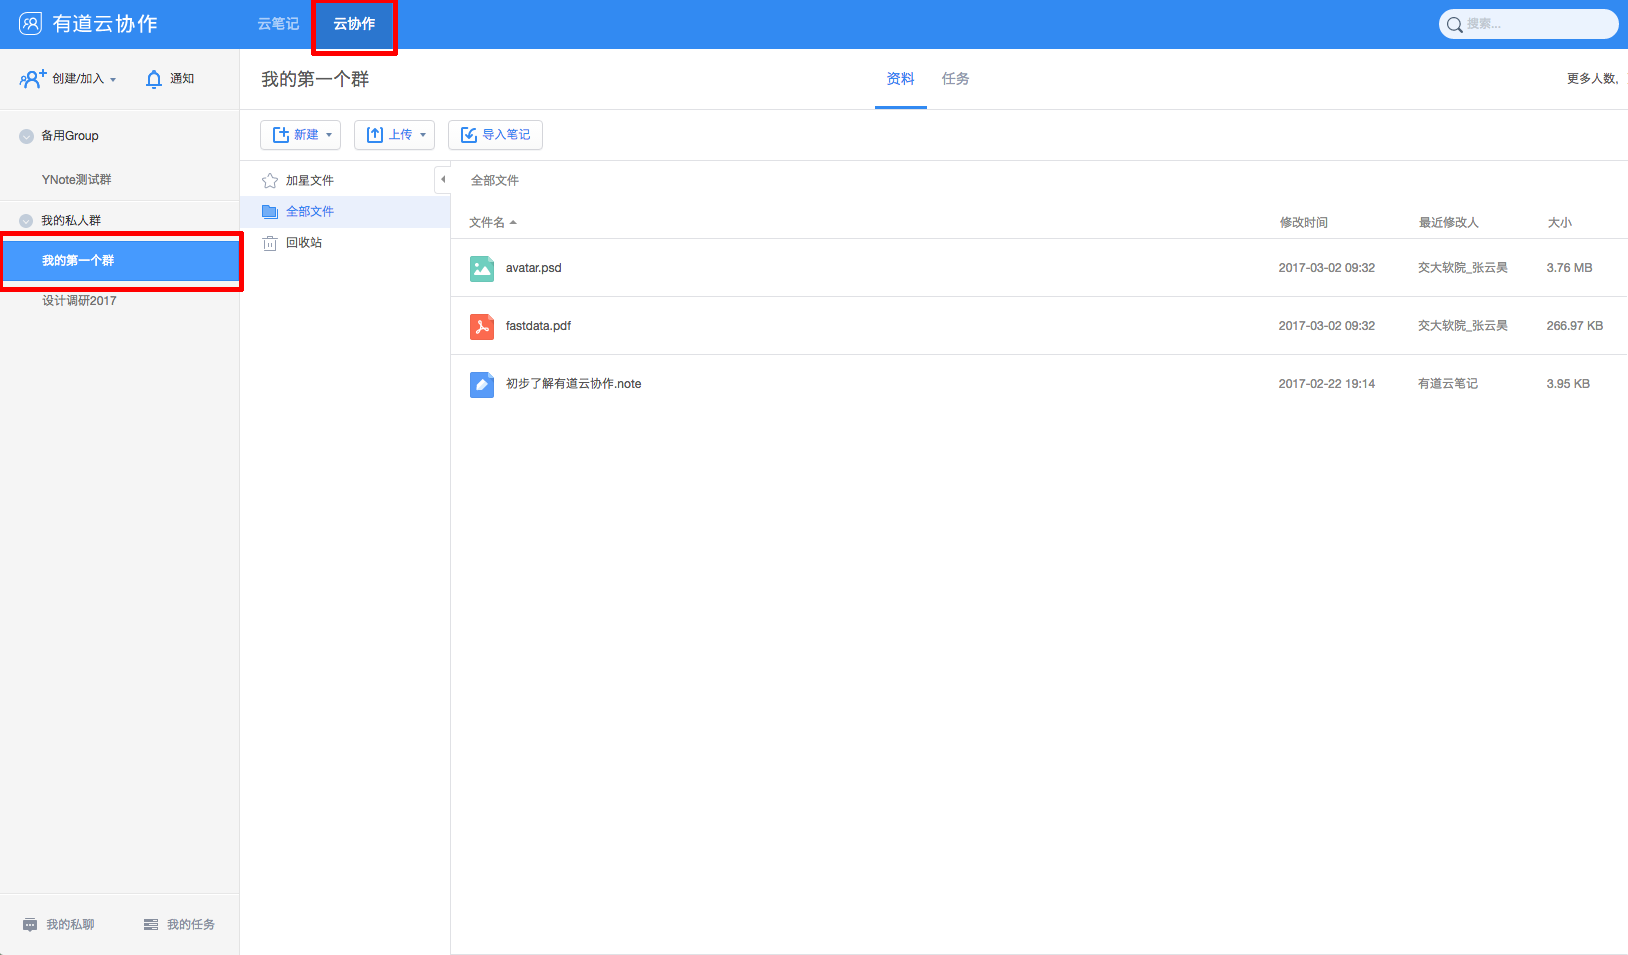 有道云协作 云笔记 云协作 搜索...
创建/加入 通知 我的第一个群 资料 任务 更多人数,
备用Group
YNote测试群
我的私人群
我的第一个群
设计调研2017
新建 上传 导入笔记
加星文件
全部文件
回收站
全部文件
文件名 修改时间 最近修改人 大小
avatar.psd 2017-03-02 09:32 交大软院_张云昊 3.76 MB
fastdata.pdf 2017-03-02 09:32 交大软院_张云昊 266.97 KB
初步了解有道云协作.note 2017-02-22 19:14 有道云笔记 3.95 KB
我的私聊 我的任务